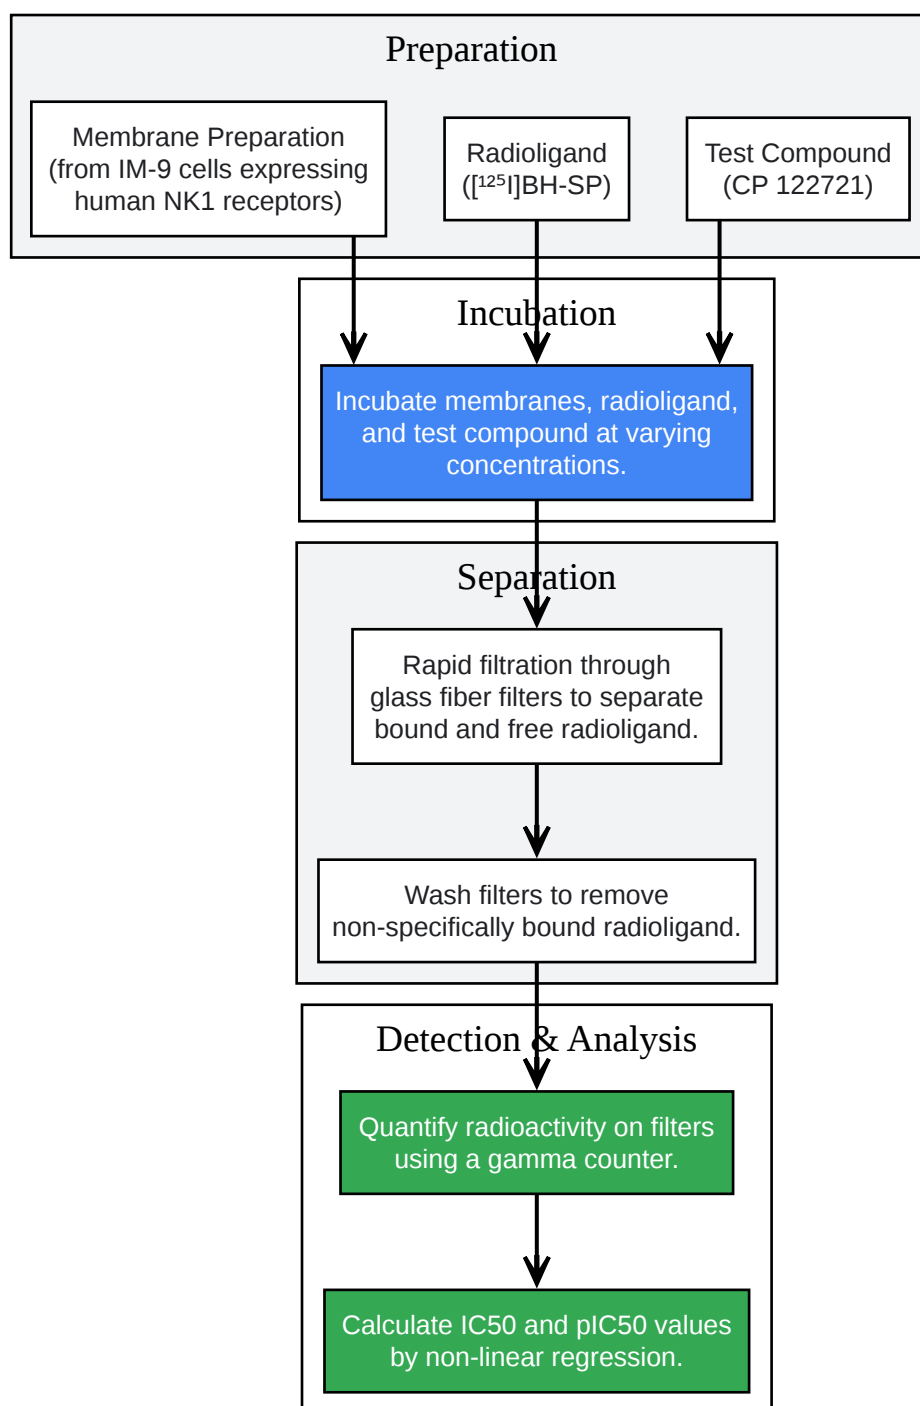 Preparation
Membrane Preparation
(from IM-9 cells expressing
human NK1 receptors)
Radioligand
([¹²⁵I]BH-SP)
Test Compound
(CP 122721)
Incubation
Incubate membranes, radioligand,
and test compound at varying
concentrations.
Separation
Rapid filtration through
glass fiber filters to separate
bound and free radioligand.
Wash filters to remove
non-specifically bound radioligand.
Detection & Analysis
Quantify radioactivity on filters
using a gamma counter.
Calculate IC50 and pIC50 values
by non-linear regression.